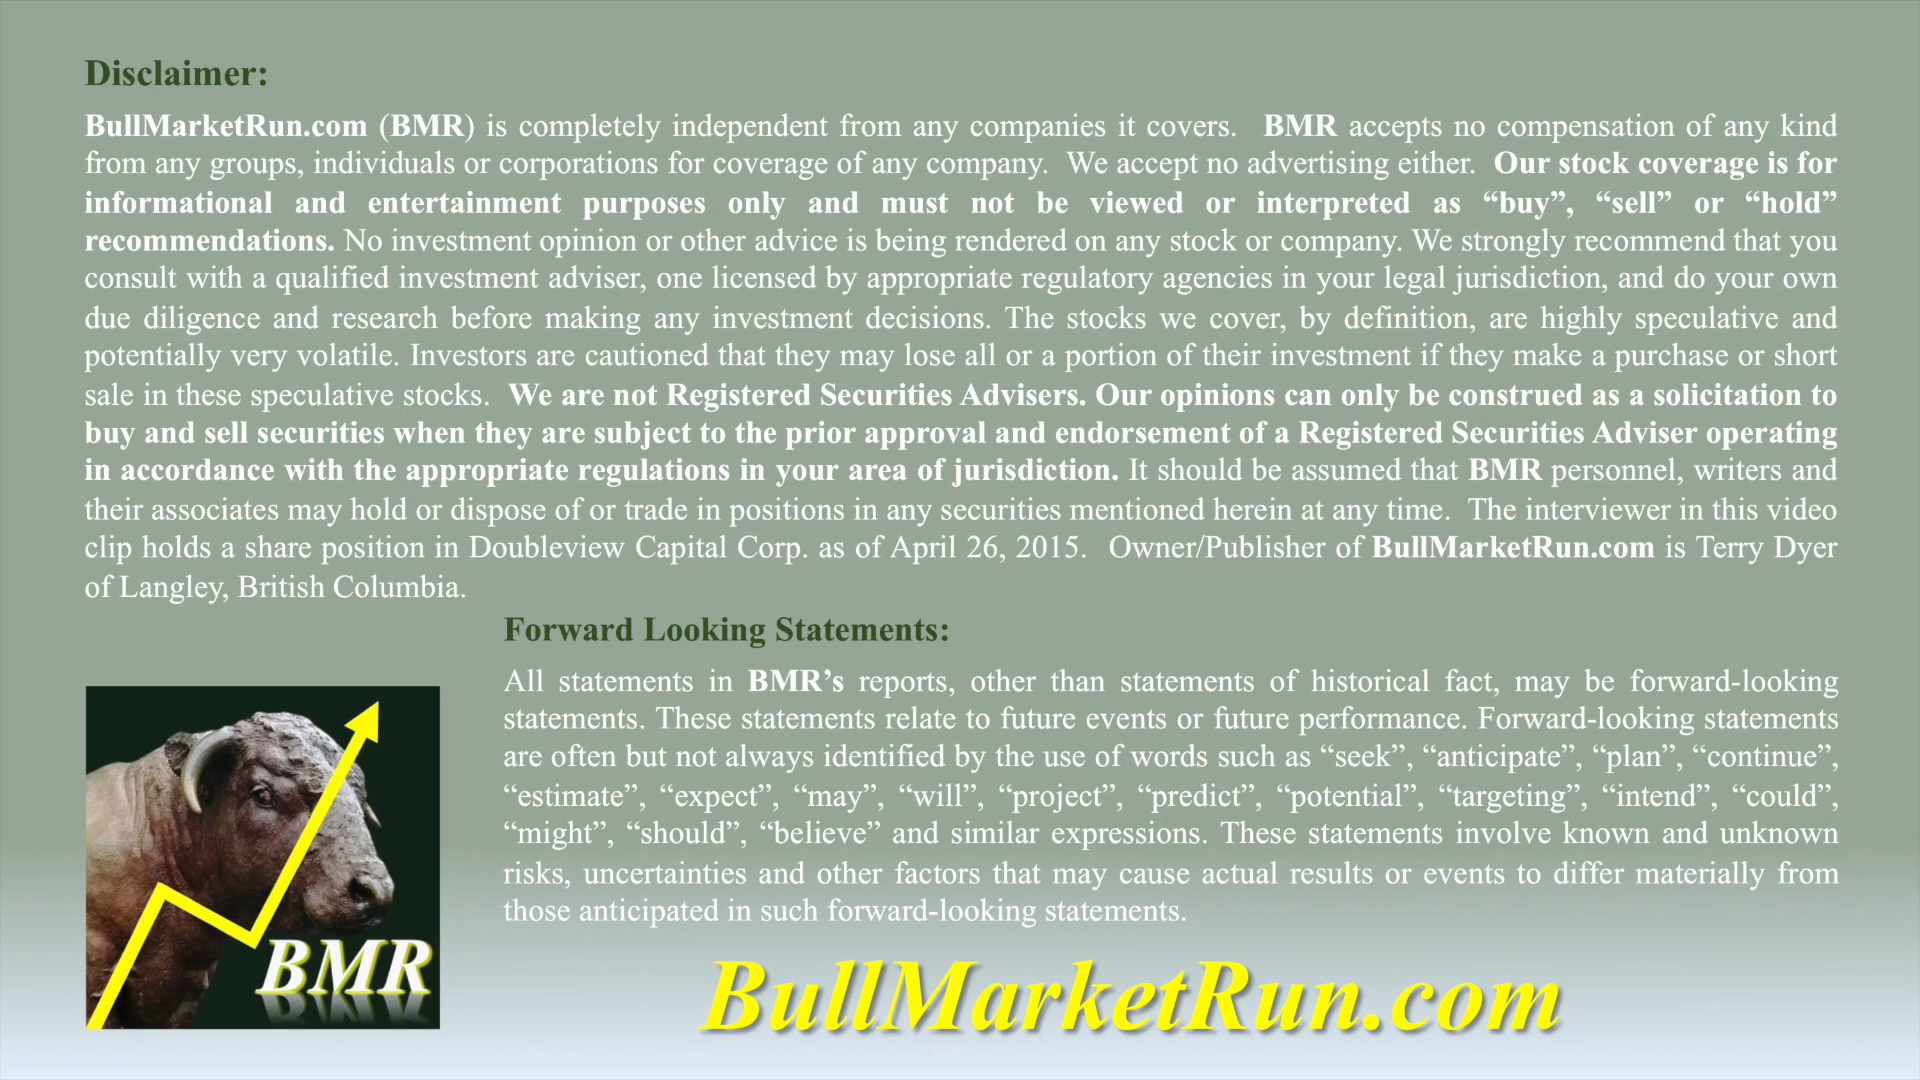 Disclaimer:
BullMarketRun.com (BMR) is completely independent from any companies it covers.  BMR accepts no compensation of any kind
from any groups, individuals or corporations for coverage of any company.  We accept no advertising either.  Our stock coverage is for
informational and entertainment purposes only and must not be viewed or interpreted as “buy”, “sell” or “hold”
recommendations. No investment opinion or other advice is being rendered on any stock or company. We strongly recommend that you
consult with a qualified investment adviser, one licensed by appropriate regulatory agencies in your legal jurisdiction, and do your own
due diligence and research before making any investment decisions. The stocks we cover, by definition, are highly speculative and
potentially very volatile. Investors are cautioned that they may lose all or a portion of their investment if they make a purchase or short
sale in these speculative stocks.  We are not Registered Securities Advisers. Our opinions can only be construed as a solicitation to
buy and sell securities when they are subject to the prior approval and endorsement of a Registered Securities Adviser operating
in accordance with the appropriate regulations in your area of jurisdiction. It should be assumed that BMR personnel, writers and
their associates may hold or dispose of or trade in positions in any securities mentioned herein at any time.  The interviewer in this video
clip holds a share position in Doubleview Capital Corp. as of April 26, 2015.  Owner/Publisher of BullMarketRun.com is Terry Dyer
of Langley, British Columbia.
Forward Looking Statements:
All statements in BMR’s reports, other than statements of historical fact, may be forward-looking
statements. These statements relate to future events or future performance. Forward-looking statements
are often but not always identified by the use of words such as “seek”, “anticipate”, “plan”, “continue”,
“estimate”, “expect”, “may”, “will”, “project”, “predict”, “potential”, “targeting”, “intend”, “could”,
“might”, “should”, “believe” and similar expressions. These statements involve known and unknown
risks, uncertainties and other factors that may cause actual results or events to differ materially from
those anticipated in such forward-looking statements.
BMR
BullMarketRun.com